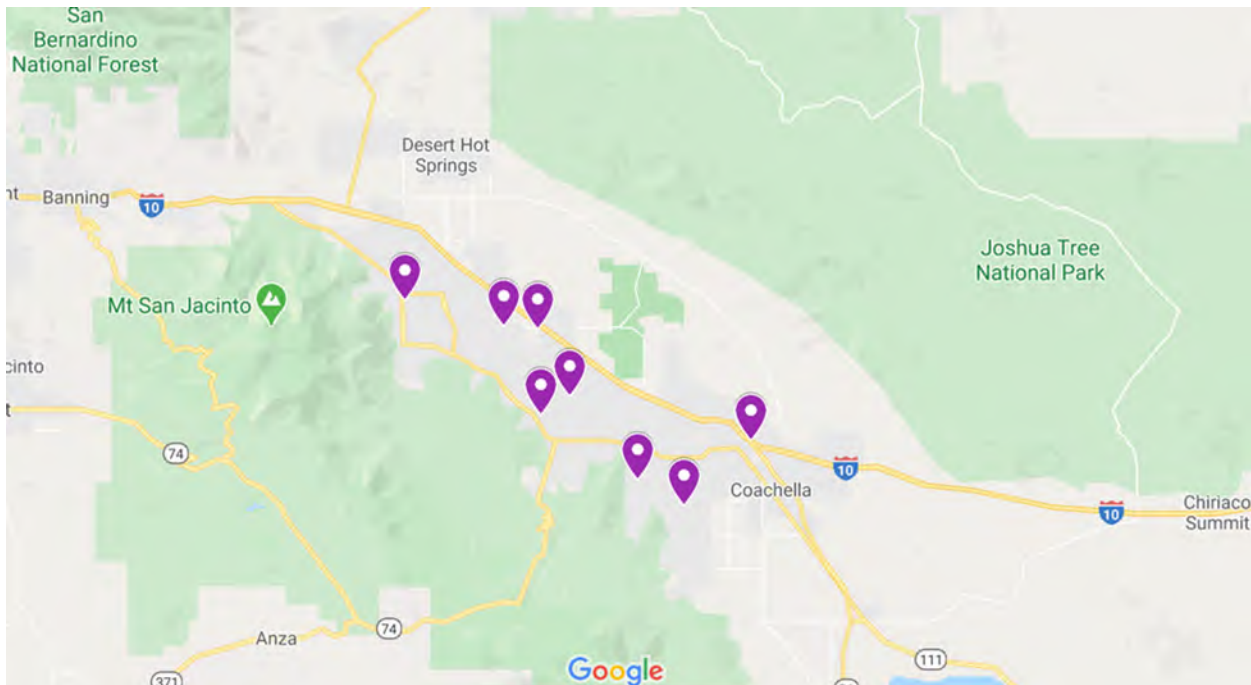 San
Bernardino
National Forest
Desert Hot
Springs
Banning
10
Joshua Tree
National Park
Mt San Jacinto
cinto
74
10
Coachella
10
Chiriaco
Summit
74
Anza
111
Google
371